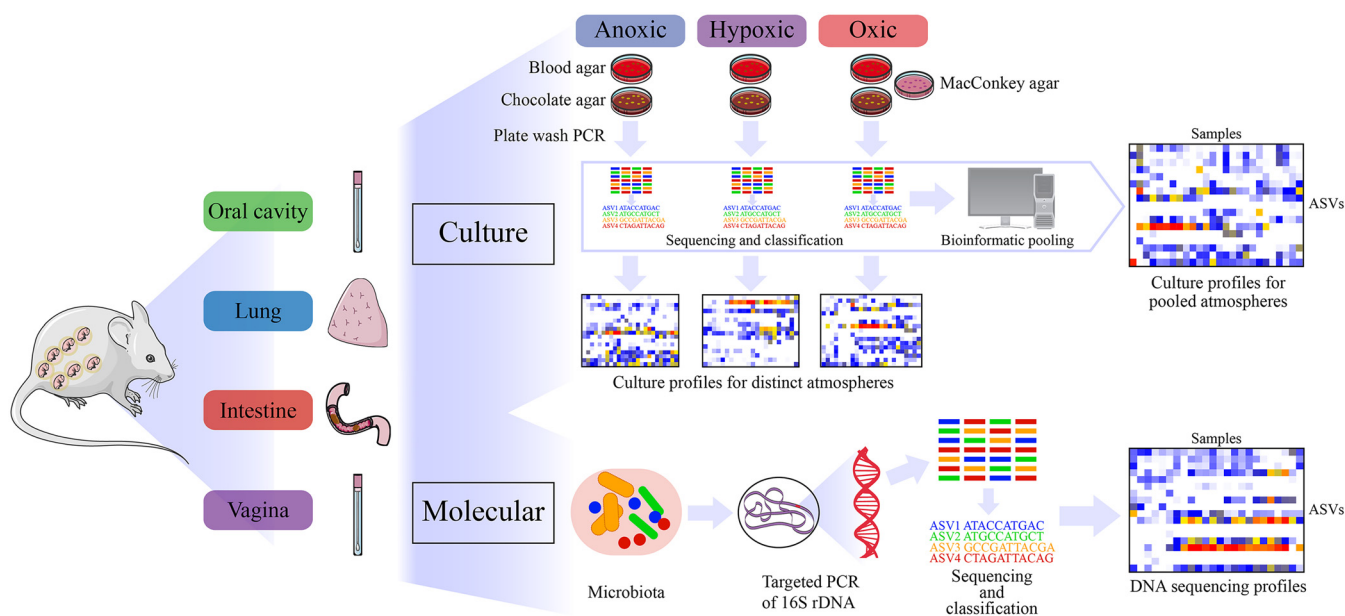 Anoxic
Hypoxic
Oxic
Blood agar
Chocolate agar
MacConkey agar
Plate wash PCR
ASV1 ATACCATGAC
ASV2 ATGCCATGCT
ASV3 GCCGATTACGA
ASV4 CTAGATTACAG
ASV1 ATACCATGAC
ASV2 ATGCCATGCT
ASV3 GCCGATTACGA
ASV4 CTAGATTACAG
ASV1 ATACCATGAC
ASV2 ATGCCATGCT
ASV3 GCCGATTACGA
ASV4 CTAGATTACAG
Sequencing and classification
Bioinformatic pooling
Samples
ASVs
Culture profiles for
pooled atmospheres
Culture profiles for distinct atmospheres
Oral cavity
Lung
Intestine
Vagina
Culture
Molecular
Microbiota
Targeted PCR
of 16S rDNA
ASV1 ATACCATGAC
ASV2 ATGCCATGCT
ASV3 GCCGATTACGA
ASV4 CTAGATTACAG
Sequencing
and
classification
Samples
ASVs
DNA sequencing profiles